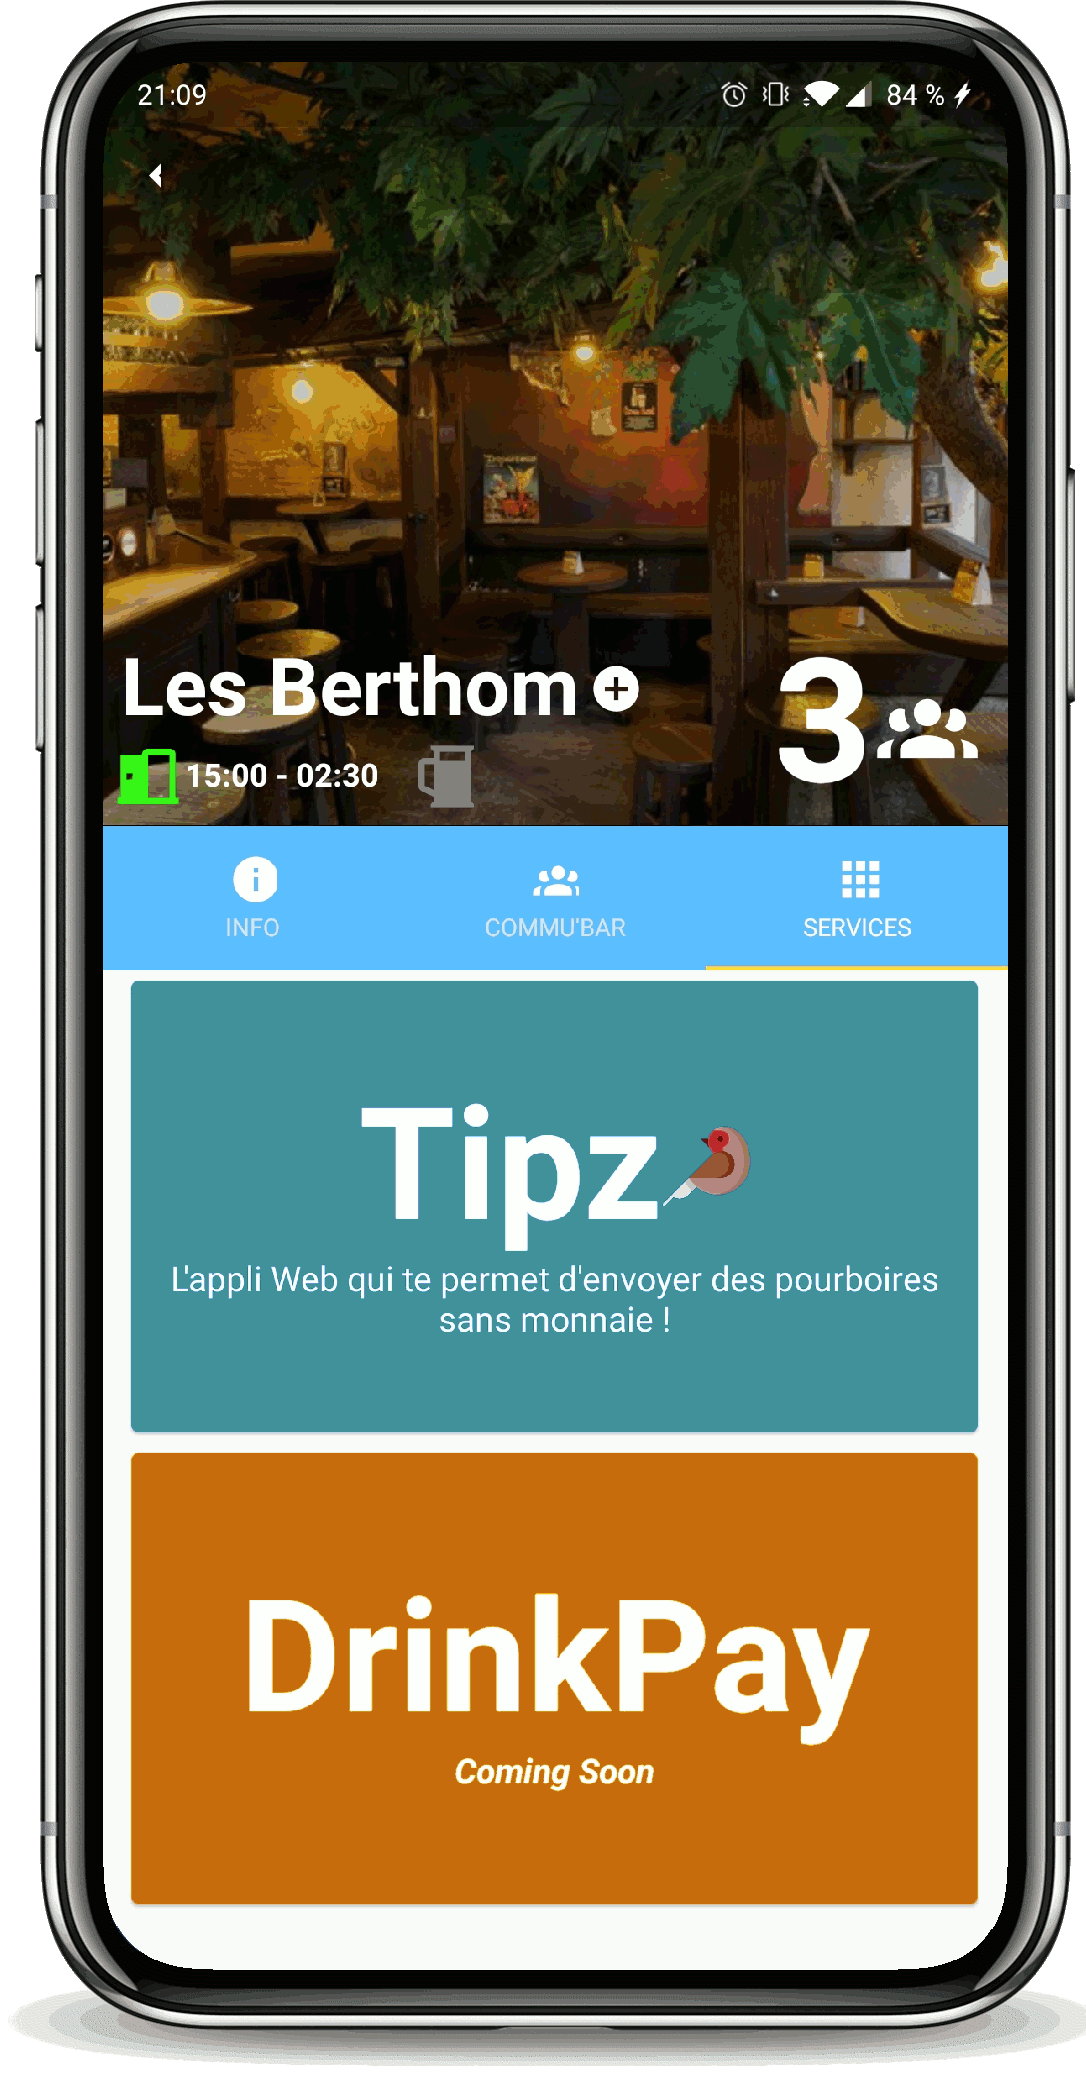 21:09
84 %
Les Berthom
3
15:00 - 02:30
INFO
COMMU'BAR
SERVICES
Tipz
L'appli Web qui te permet d'envoyer des pourboires
sans monnaie !
DrinkPay
Coming Soon